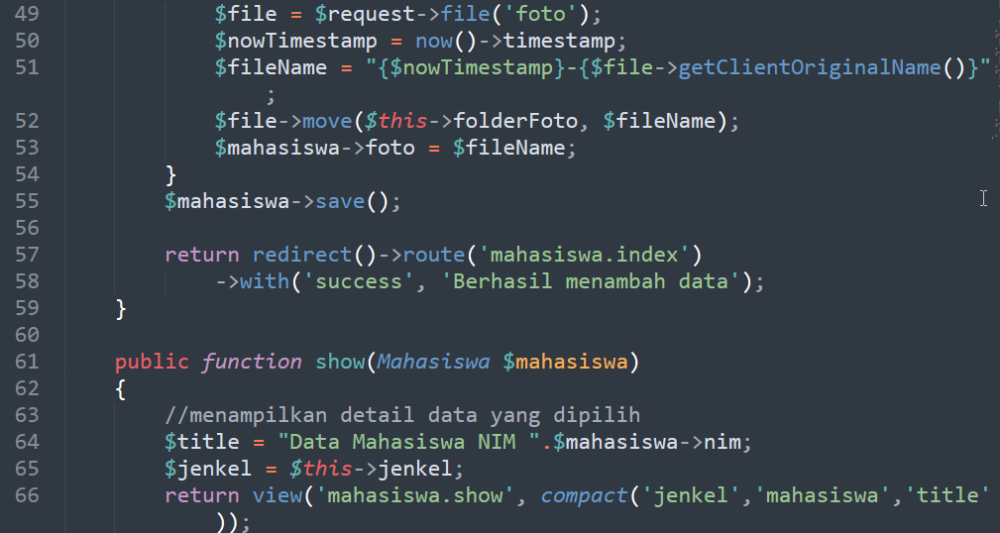 49 $file = $request->file('foto');
50 $nowTimestamp = now()->timestamp;
51 $fileName = "{$nowTimestamp}-{$file->getClientOriginalName()}"
;
52 $file->move($this->folderFoto, $fileName);
53 $mahasiswa->foto = $fileName;
54 }
55 $mahasiswa->save();
56
57 return redirect()->route('mahasiswa.index')
58 ->with('success', 'Berhasil menambah data');
59 }
60
61 public function show(Mahasiswa $mahasiswa)
62 {
63 //menampilkan detail data yang dipilih
64 $title = "Data Mahasiswa NIM ".$mahasiswa->nim;
65 $jenkel = $this->jenkel;
66 return view('mahasiswa.show', compact('jenkel','mahasiswa','title'
));